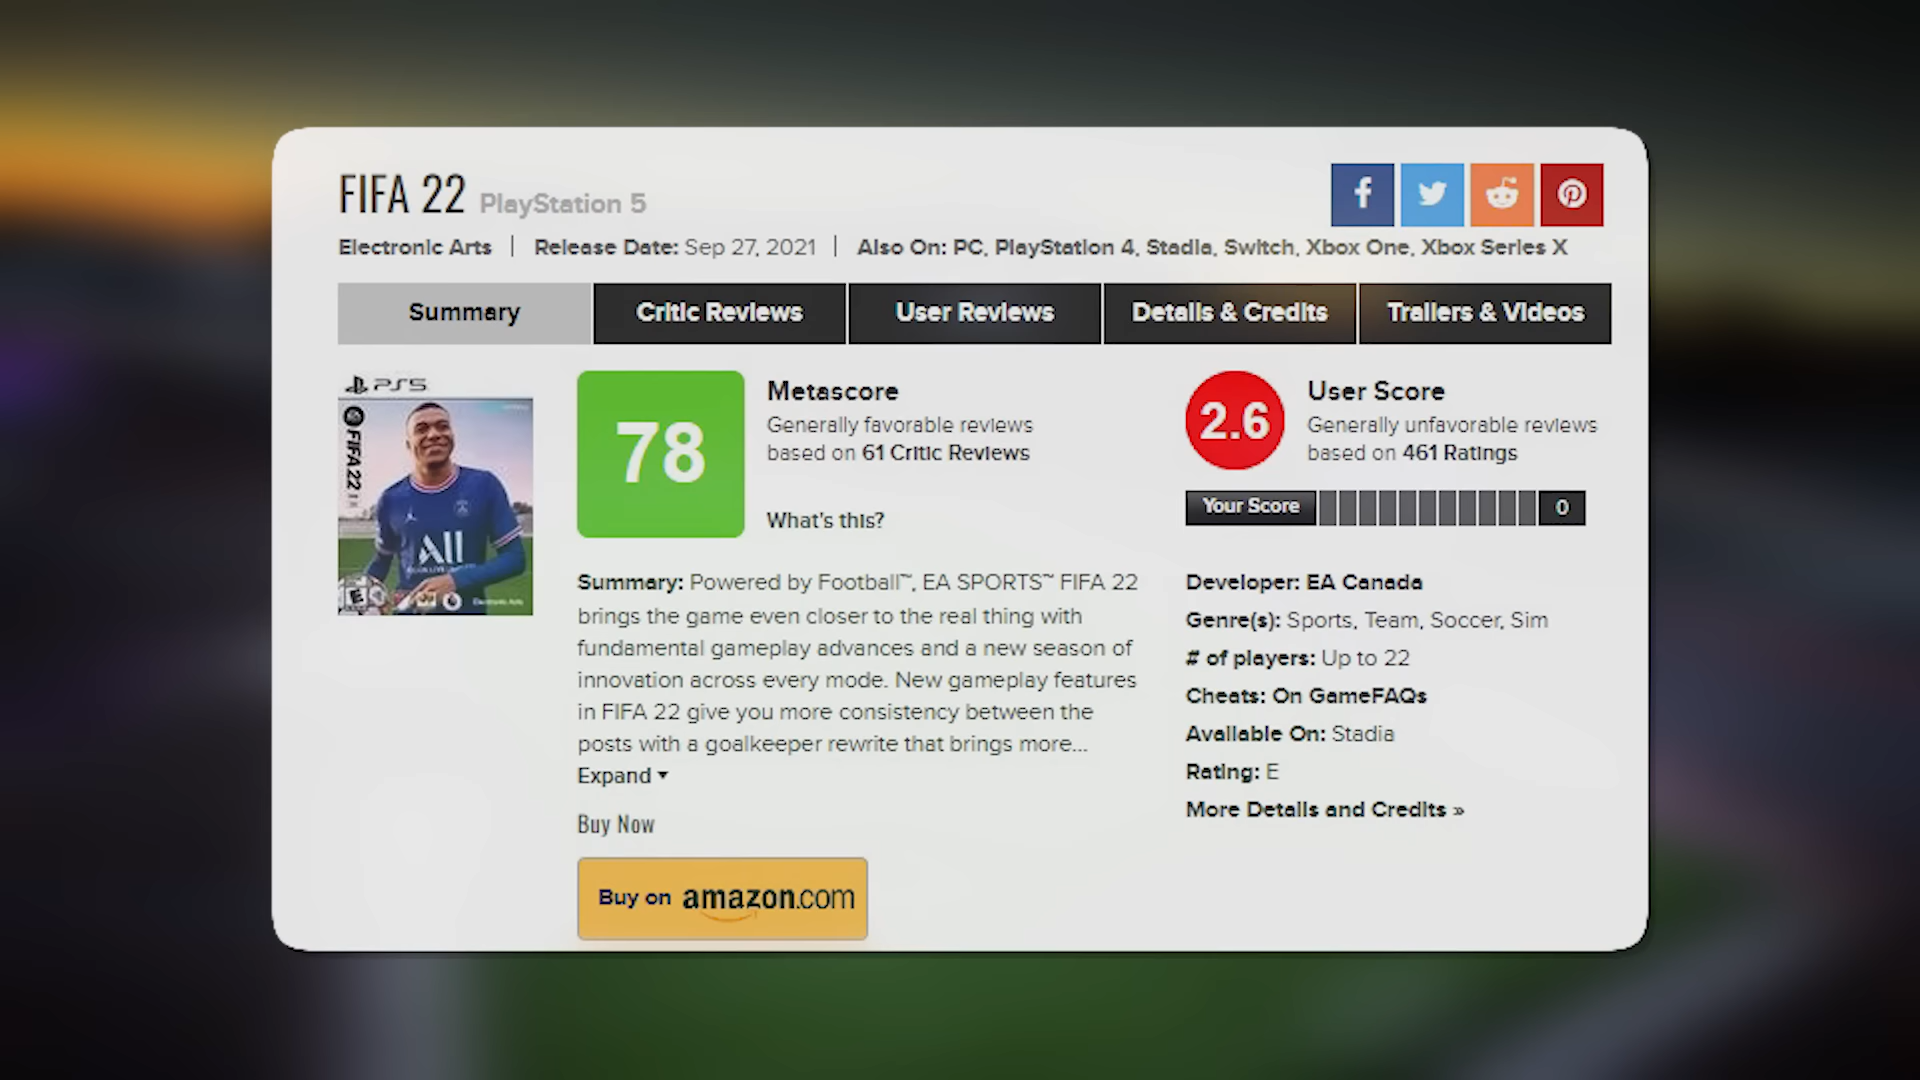 FIFA 22 PlayStation 5
Electronic Arts | Release Date: Sep 27, 2021 | Also On: PC, PlayStation 4, Stadia, Switch, Xbox One, Xbox Series X
Summary Critic Reviews User Reviews Details & Credits Trailers & Videos
PS5
FIFA 22
ALL
E
Electronic Arts
78
Metascore
Generally favorable reviews
based on 61 Critic Reviews
What's this?
2.6
User Score
Generally unfavorable reviews
based on 461 Ratings
Your Score 0
Summary: Powered by Football™, EA SPORTS™ FIFA 22
brings the game even closer to the real thing with
fundamental gameplay advances and a new season of
innovation across every mode. New gameplay features
in FIFA 22 give you more consistency between the
posts with a goalkeeper rewrite that brings more...
Expand ▼
Buy Now
Buy on amazon.com
Developer: EA Canada
Genre(s): Sports, Team, Soccer, Sim
# of players: Up to 22
Cheats: On GameFAQs
Available On: Stadia
Rating: E
More Details and Credits »